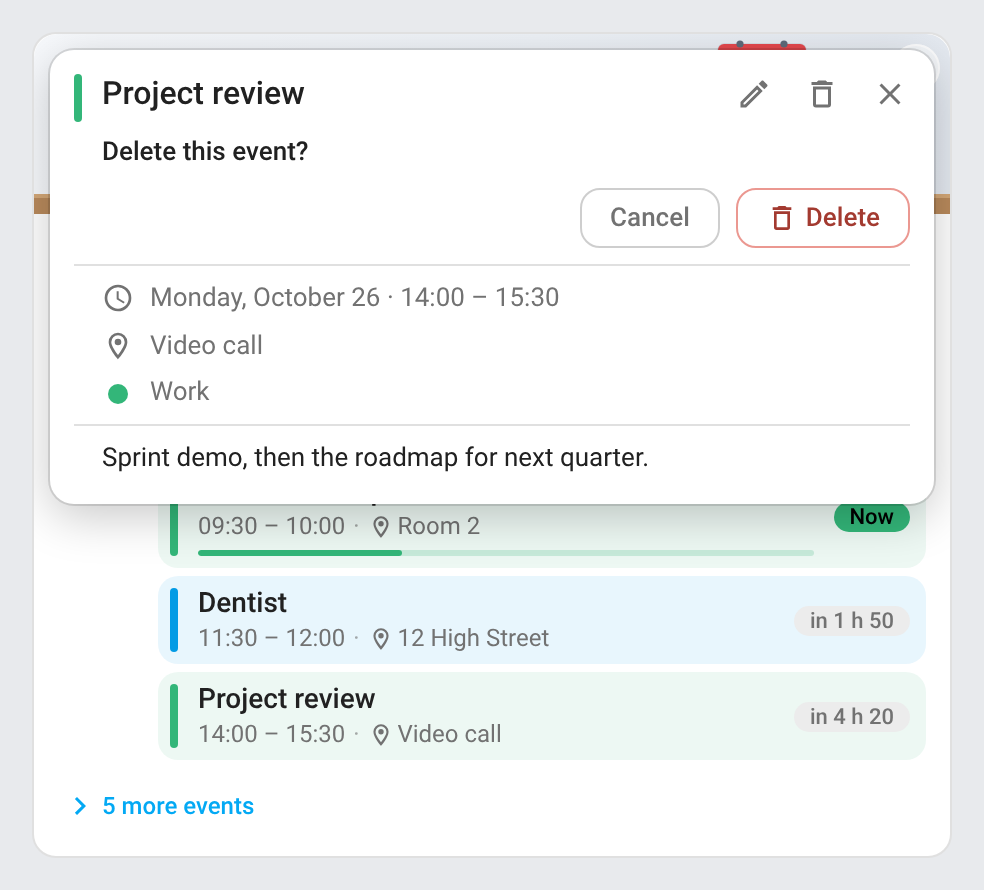 Project review
Delete this event?
Cancel
Delete
Monday, October 26 · 14:00 – 15:30
Video call
Work
Sprint demo, then the roadmap for next quarter.
09:30 – 10:00 · Room 2
Now
Dentist
11:30 – 12:00 · 12 High Street
in 1 h 50
Project review
14:00 – 15:30 · Video call
in 4 h 20
5 more events